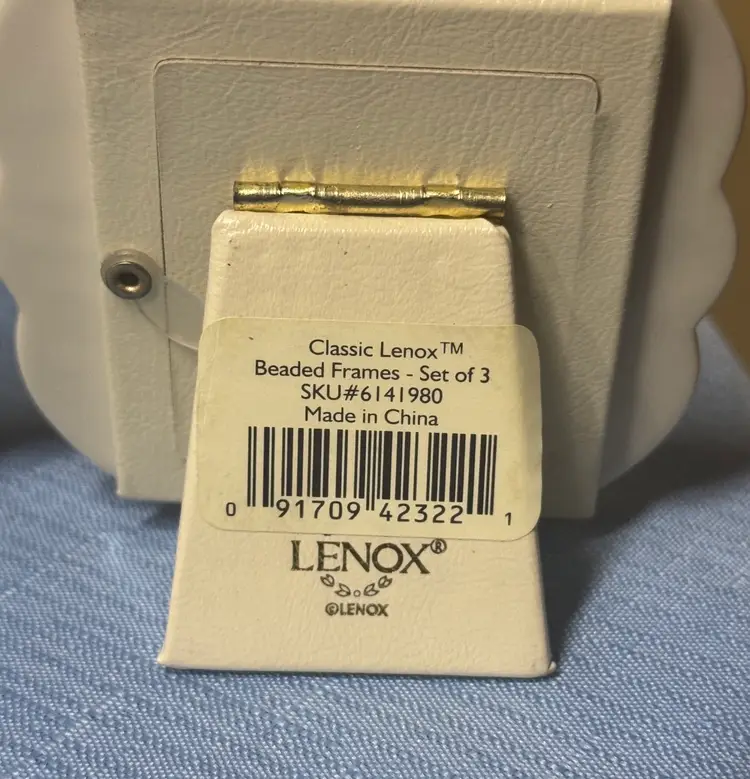 Classic Lenox™
Beaded Frames - Set of 3
SKU#6141980
Made in China
0 91709 42322 1
LENOX®
©LENOX